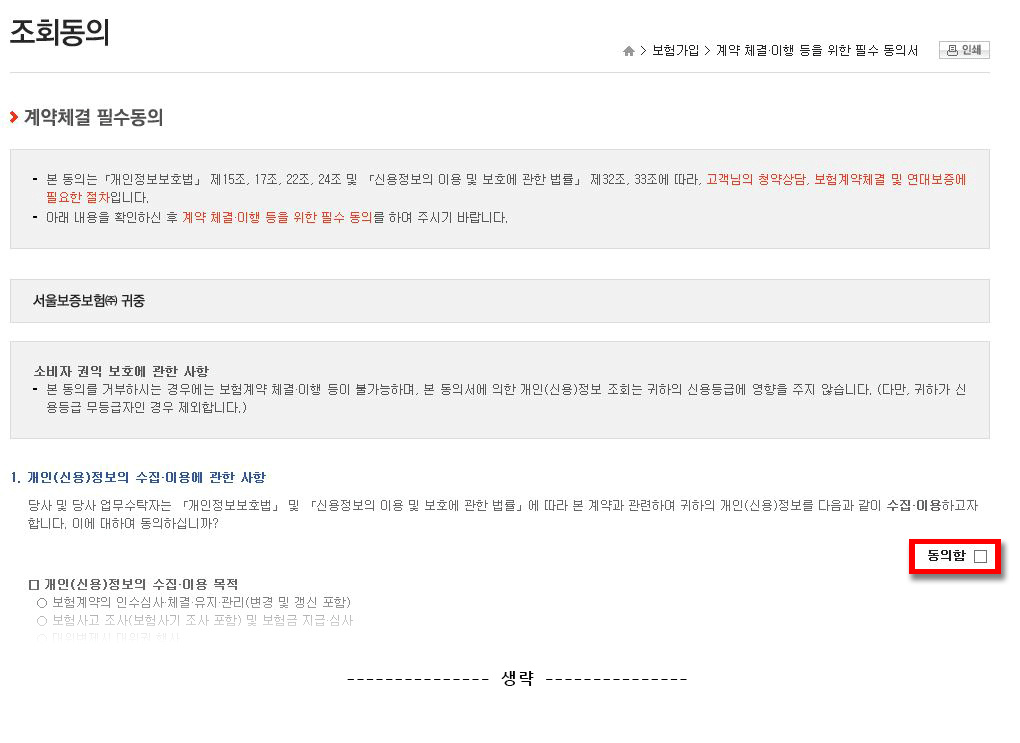 조회동의
> 보험가입 > 계약 체결·이행 등을 위한 필수 동의서
인쇄
계약체결 필수동의
- 본 동의는「개인정보보호법」 제15조, 17조, 22조, 24조 및 「신용정보의 이용 및 보호에 관한 법률」 제32조, 33조에 따라, 고객님의 청약상담, 보험계약체결 및 연대보증에
필요한 절차입니다.
- 아래 내용을 확인하신 후 계약 체결·이행 등을 위한 필수 동의를 하여 주시기 바랍니다.
서울보증보험㈜ 귀중
소비자 권익 보호에 관한 사항
- 본 동의를 거부하시는 경우에는 보험계약 체결·이행 등이 불가능하며, 본 동의서에 의한 개인(신용)정보 조회는 귀하의 신용등급에 영향을 주지 않습니다. (다만, 귀하가 신
용등급 무등급자인 경우 제외합니다.)
1. 개인(신용)정보의 수집·이용에 관한 사항
당사 및 당사 업무수탁자는 「개인정보보호법」 및 「신용정보의 이용 및 보호에 관한 법률」에 따라 본 계약과 관련하여 귀하의 개인(신용)정보를 다음과 같이 수집·이용하고자
합니다. 이에 대하여 동의하십니까?
동의함 □
□ 개인(신용)정보의 수집·이용 목적
○ 보험계약의 인수심사·체결·유지·관리(변경 및 갱신 포함)
○ 보험사고 조사(보험사기 조사 포함) 및 보험금 지급·심사
--------------- 생략 ---------------